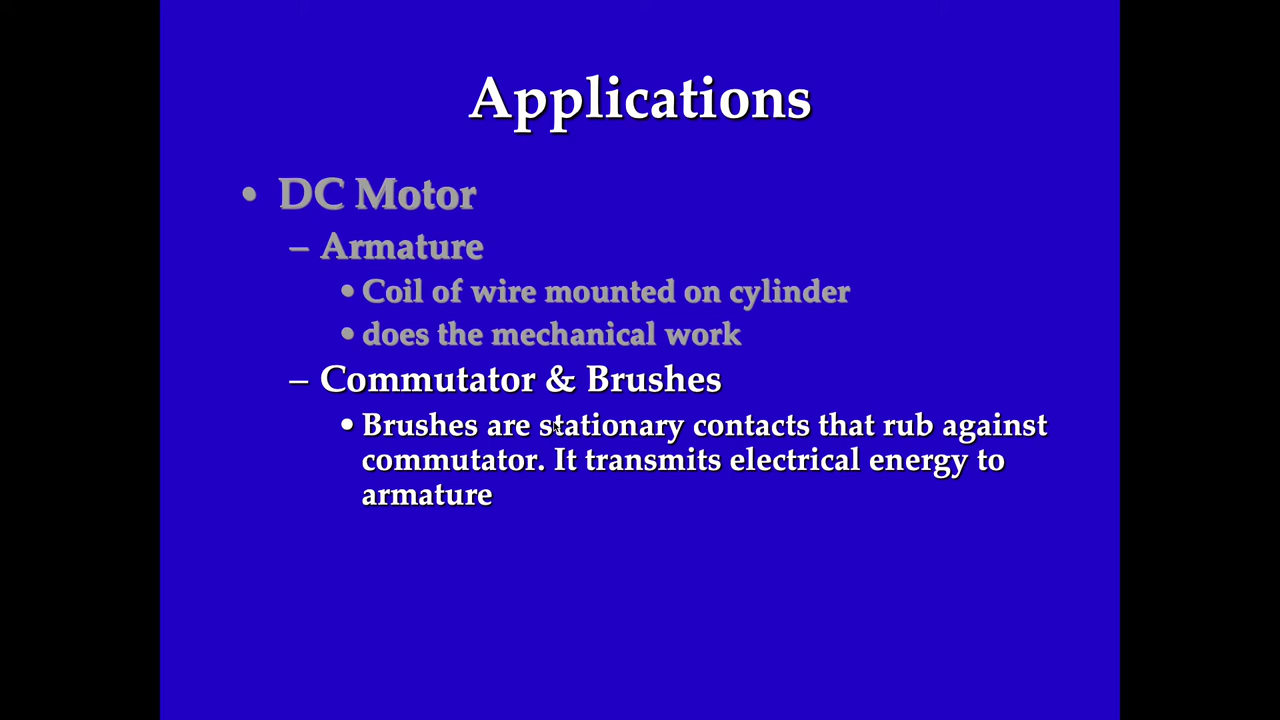 Applications
• DC Motor
– Armature
• Coil of wire mounted on cylinder
• does the mechanical work
– Commutator & Brushes
• Brushes are stationary contacts that rub against
commutator. It transmits electrical energy to
armature